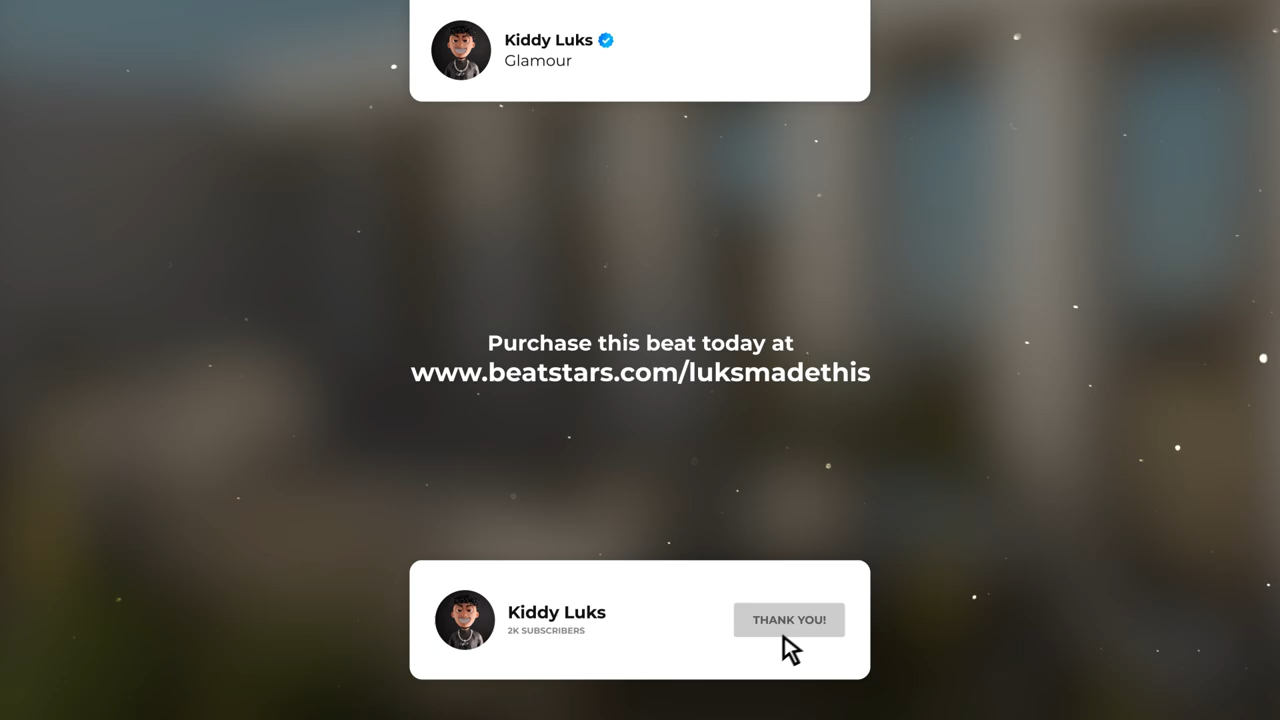 Kiddy Luks
Glamour
Purchase this beat today at
www.beatstars.com/luksmadethis
Kiddy Luks
2K SUBSCRIBERS
THANK YOU!